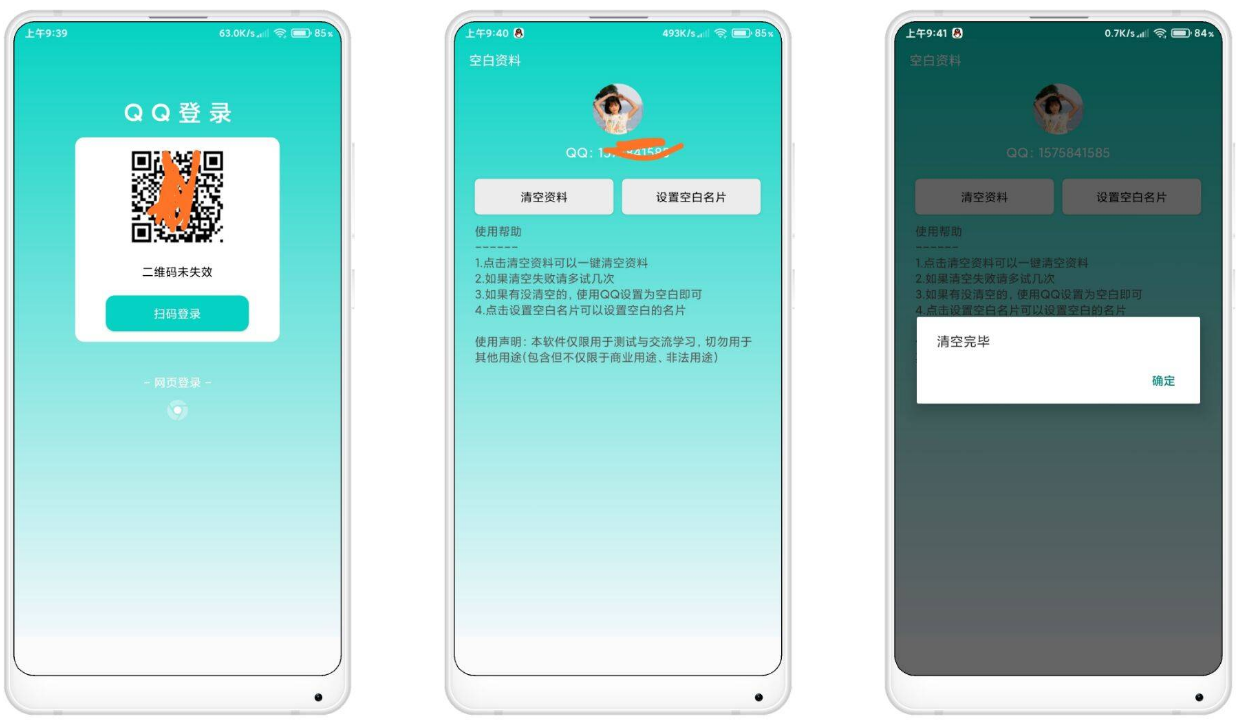 上午9:39
63.0K/s
85%
QQ登录
二维码未失效
扫码登录
- 网页登录 -
上午9:40
493K/s
85%
空白资料
QQ:
清空资料
设置空白名片
使用帮助
------
1.点击清空资料可以一键清空资料
2.如果清空失败请多试几次
3.如果有没清空的, 使用QQ设置为空白即可
4.点击设置空白名片可以设置空白的名片
使用声明: 本软件仅限用于测试与交流学习, 切勿用于
其他用途(包含但不仅限于商业用途、非法用途)
上午9:41
0.7K/s
84%
空白资料
QQ: 1575841585
清空资料
设置空白名片
使用帮助
------
1.点击清空资料可以一键清空资料
2.如果清空失败请多试几次
3.如果有没清空的, 使用QQ设置为空白即可
4.点击设置空白名片可以设置空白的名片
清空完毕
确定